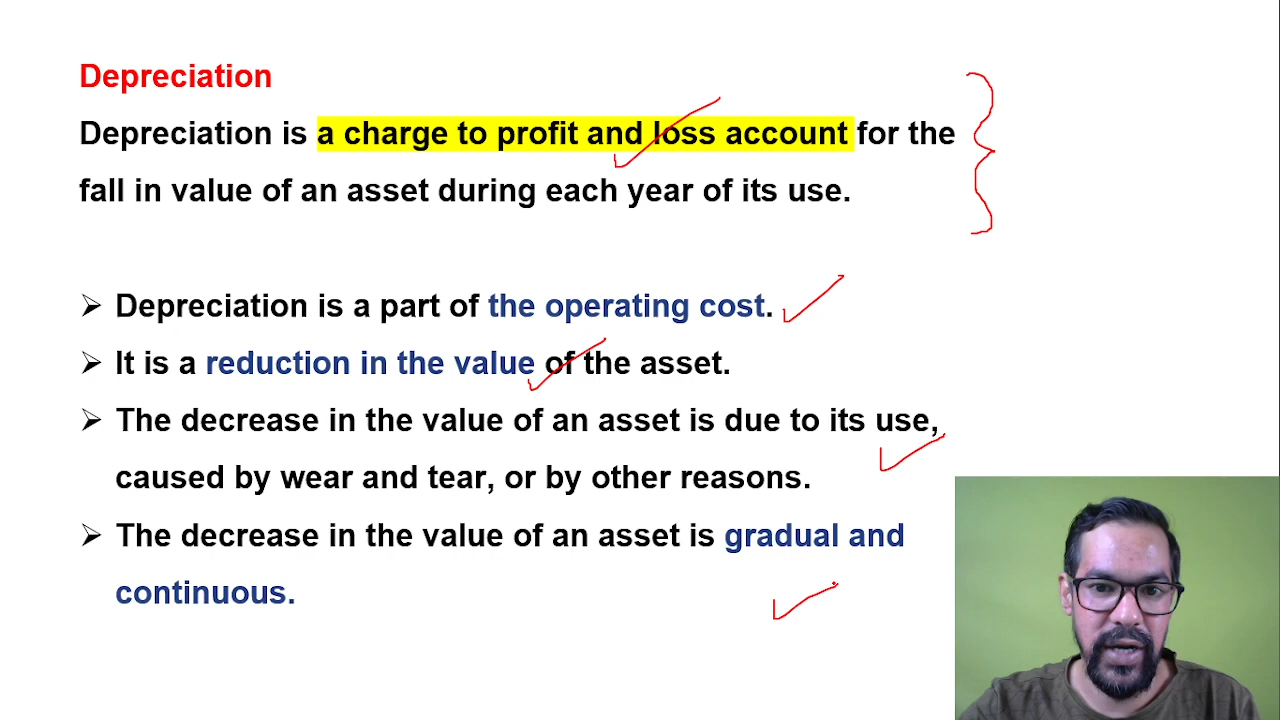 Depreciation
Depreciation is a charge to profit and loss account for the
fall in value of an asset during each year of its use.
➢ Depreciation is a part of the operating cost.
➢ It is a reduction in the value of the asset.
➢ The decrease in the value of an asset is due to its use,
caused by wear and tear, or by other reasons.
➢ The decrease in the value of an asset is gradual and
continuous.